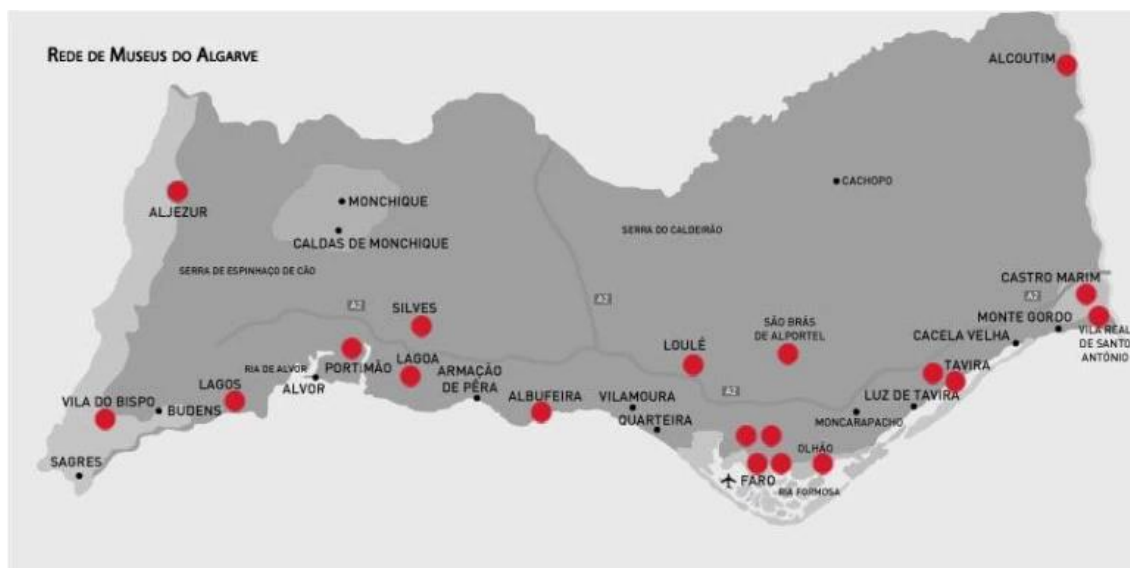 REDE DE MUSEUS DO ALGARVE
ALCOUTIM
CACHOPO
ALJEZUR
MONCHIQUE
CALDAS DE MONCHIQUE
SERRA DO CALDEIRÃO
SERRA DE ESPINHAÇO DE CÃO
CASTRO MARIM
A2
A2
A2
SILVES
MONTE GORDO
SÃO BRÁS
DE ALPORTEL
VILA REAL
DE SANTO
ANTÓNIO
CACELA VELHA
LOULÉ
LAGOA
PORTIMÃO
RIA DE ALVOR
ARMAÇÃO
DE PÊRA
TAVIRA
ALVOR
LAGOS
A2
LUZ DE TAVIRA
VILA DO BISPO
BUDENS
ALBUFEIRA
VILAMOURA
QUARTEIRA
MONCARAPACHO
OLHÃO
SAGRES
FARO
RIA FORMOSA